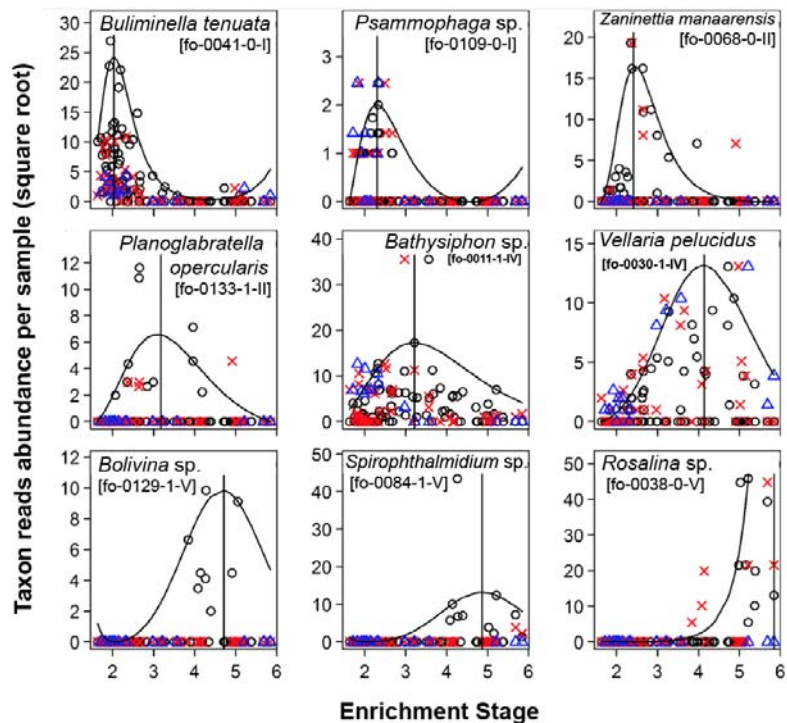 Taxon reads abundance per sample (square root)
Buliminella tenuata
[fo-0041-0-I]
30
25
20
15
10
5
0
Psammophaga sp.
[fo-0109-0-I]
4
3
2
1
0
Zaninettia manaarensis
[fo-0068-0-II]
20
15
10
5
0
Planoglabratella
opercularis
[fo-0133-1-II]
12
10
8
6
4
2
0
Bathysiphon sp.
[fo-0011-1-IV]
40
30
20
10
0
Vellaria pelucidus
[fo-0030-1-IV]
15
10
5
0
Bolivina sp.
[fo-0129-1-V]
12
10
8
6
4
2
0
2 3 4 5 6
Spirophthalmidium sp.
[fo-0084-1-V]
50
40
30
20
10
0
2 3 4 5 6
Rosalina sp.
[fo-0038-0-V]
50
40
30
20
10
0
2 3 4 5 6
Enrichment Stage